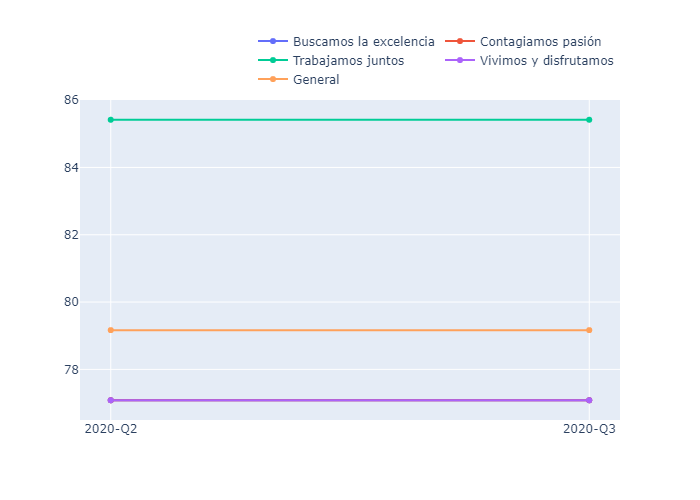 Buscamos la excelencia Contagiamos pasión
Trabajamos juntos Vivimos y disfrutamos
General
86
84
82
80
78
2020-Q2 2020-Q3